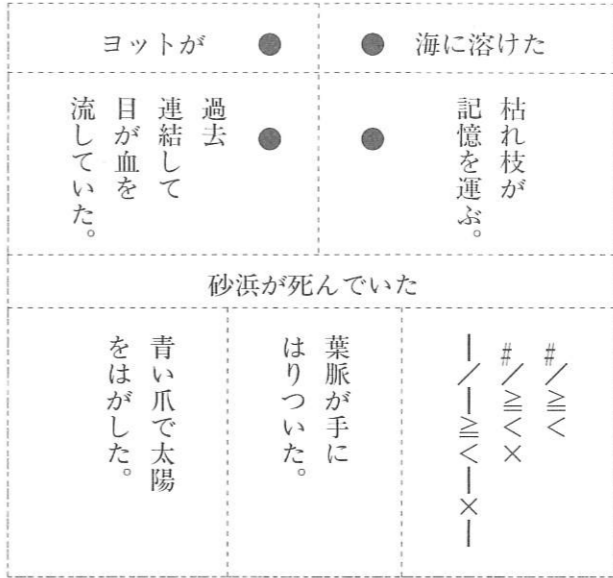 ヨットが ● ● 海に溶けた
枯れ枝が
記憶を運ぶ。
●
●
過去
連結して
目が血を
流していた。
砂浜が死んでいた
#/≧<
#/≧<×
|/|≧<|×|
葉脈が手に
はりついた。
青い爪で太陽
をはがした。